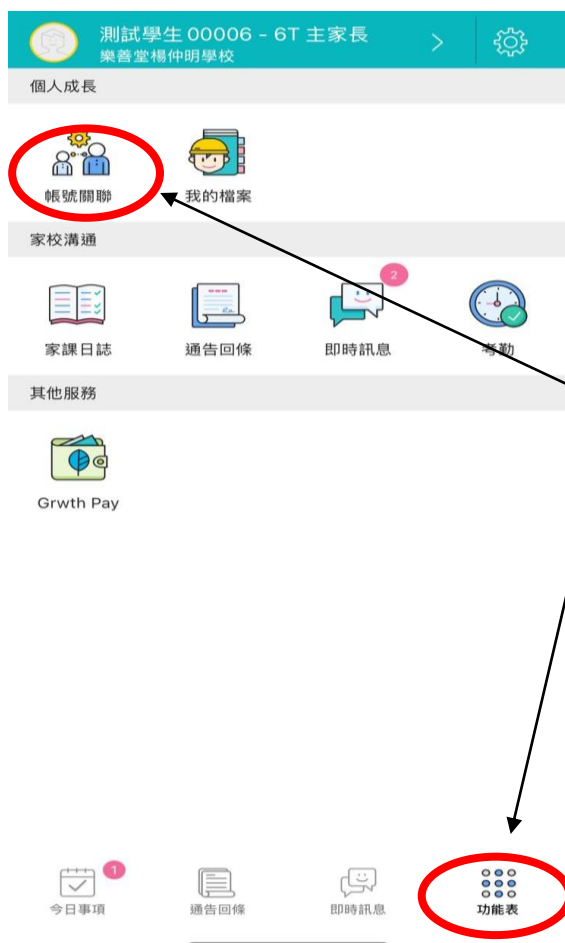 測試學生 00006 - 6T 主家長
樂善堂楊仲明學校
個人成長
帳號關聯
我的檔案
家校溝通
2
家課日誌
通告回條
即時訊息
考勤
其他服務
Grwth Pay
1
今日事項
通告回條
即時訊息
功能表